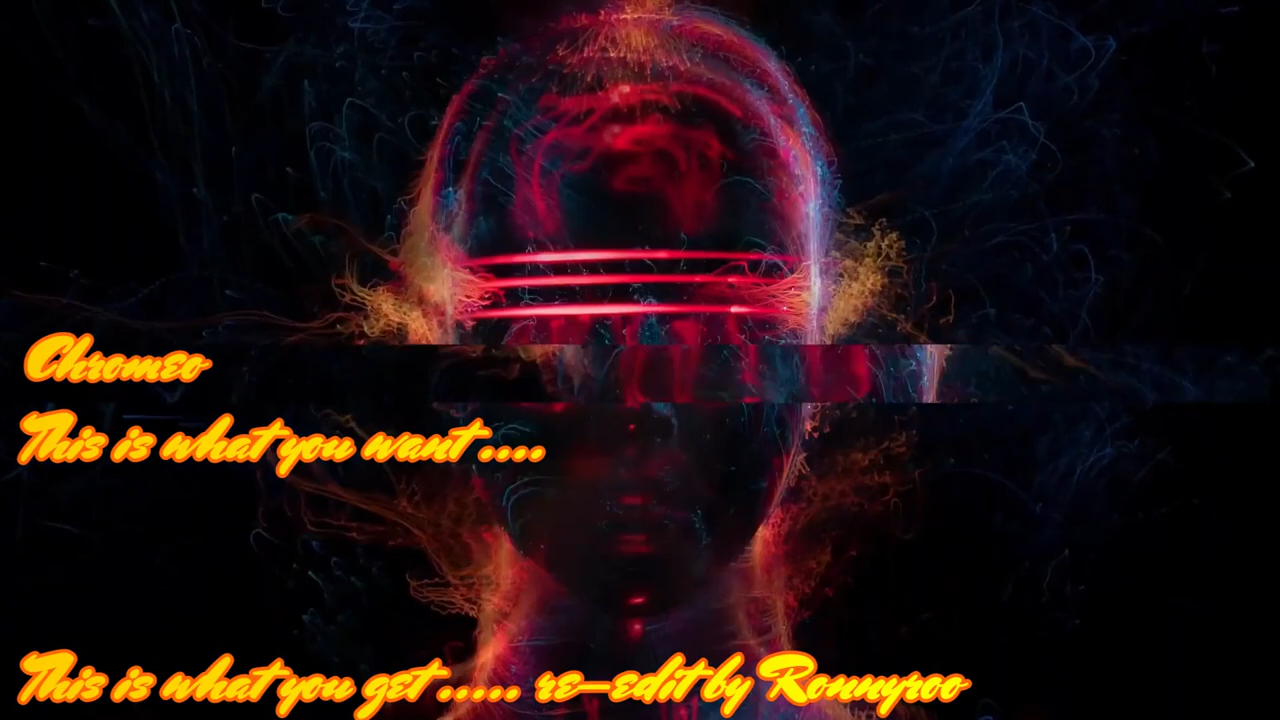 Chromeo
This is what you want ....
This is what you get ..... re-edit by Ronnyroo